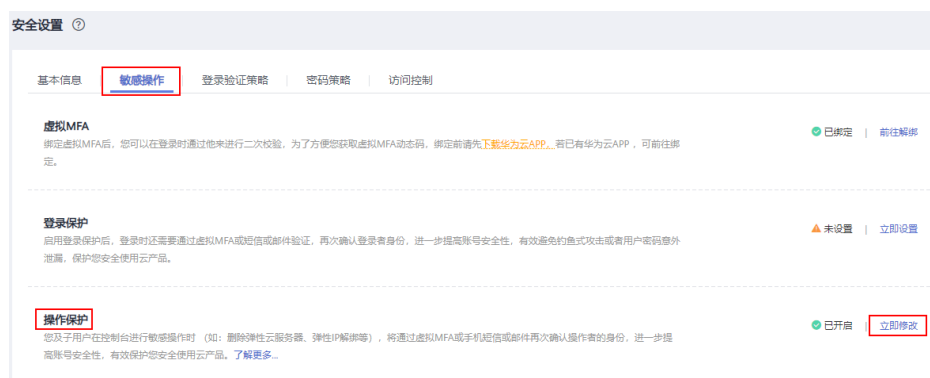 安全设置 ?
基本信息 敏感操作 登录验证策略 密码策略 访问控制
虚拟MFA
绑定虚拟MFA后，您可以在登录时通过他来进行二次校验，为了方便您获取虚拟MFA动态码，绑定前请先下载华为云APP，若已有华为云APP，可前往绑
定。
已绑定 | 前往解绑
登录保护
启用登录保护后，登录时还需要通过虚拟MFA或短信或邮件验证，再次确认登录者身份，进一步提高账号安全性，有效避免钓鱼式攻击或者用户密码意外
泄漏，保护您安全使用云产品。
未设置 | 立即设置
操作保护
您及子用户在控制台进行敏感操作时 （如：删除弹性云服务器、弹性IP解绑等），将通过虚拟MFA或手机短信或邮件再次确认操作者的身份，进一步提
高账号安全性，有效保护您安全使用云产品。了解更多...
已开启 | 立即修改